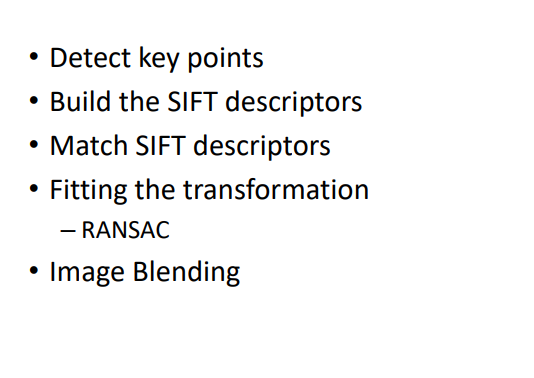 • Detect key points
• Build the SIFT descriptors
• Match SIFT descriptors
• Fitting the transformation
– RANSAC
• Image Blending